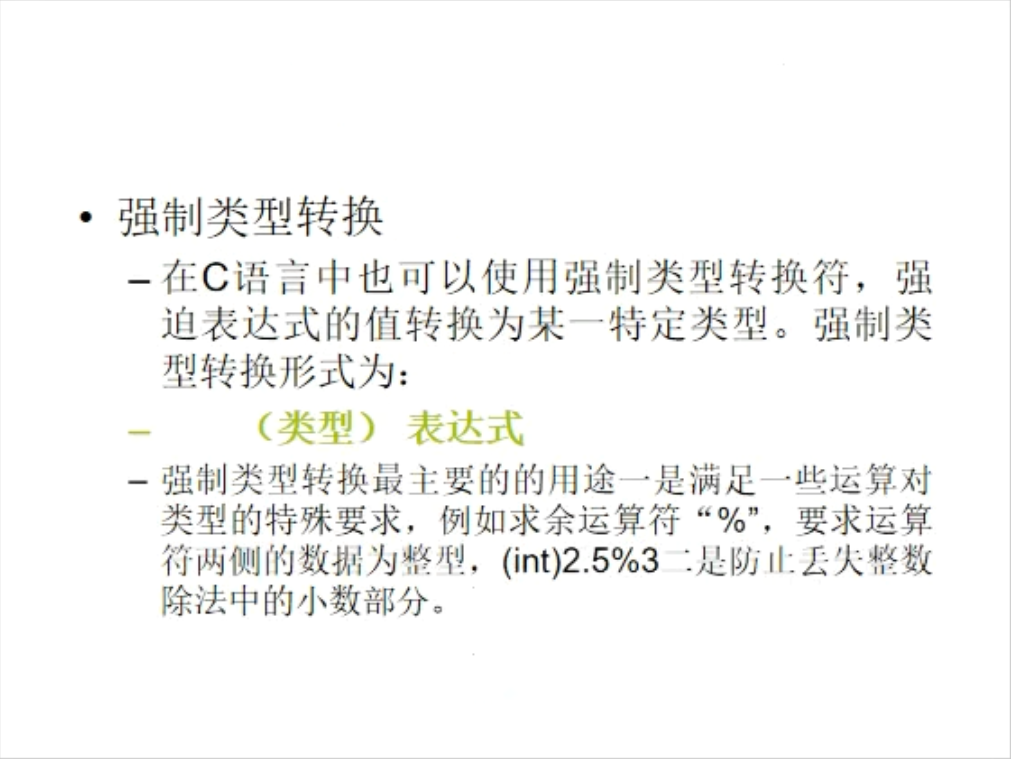 • 强制类型转换
– 在C语言中也可以使用强制类型转换符，强
迫表达式的值转换为某一特定类型。强制类
型转换形式为：
– （类型） 表达式
– 强制类型转换最主要的的用途一是满足一些运算对
类型的特殊要求，例如求余运算符“%”，要求运算
符两侧的数据为整型，(int)2.5%3二是防止丢失整数
除法中的小数部分。